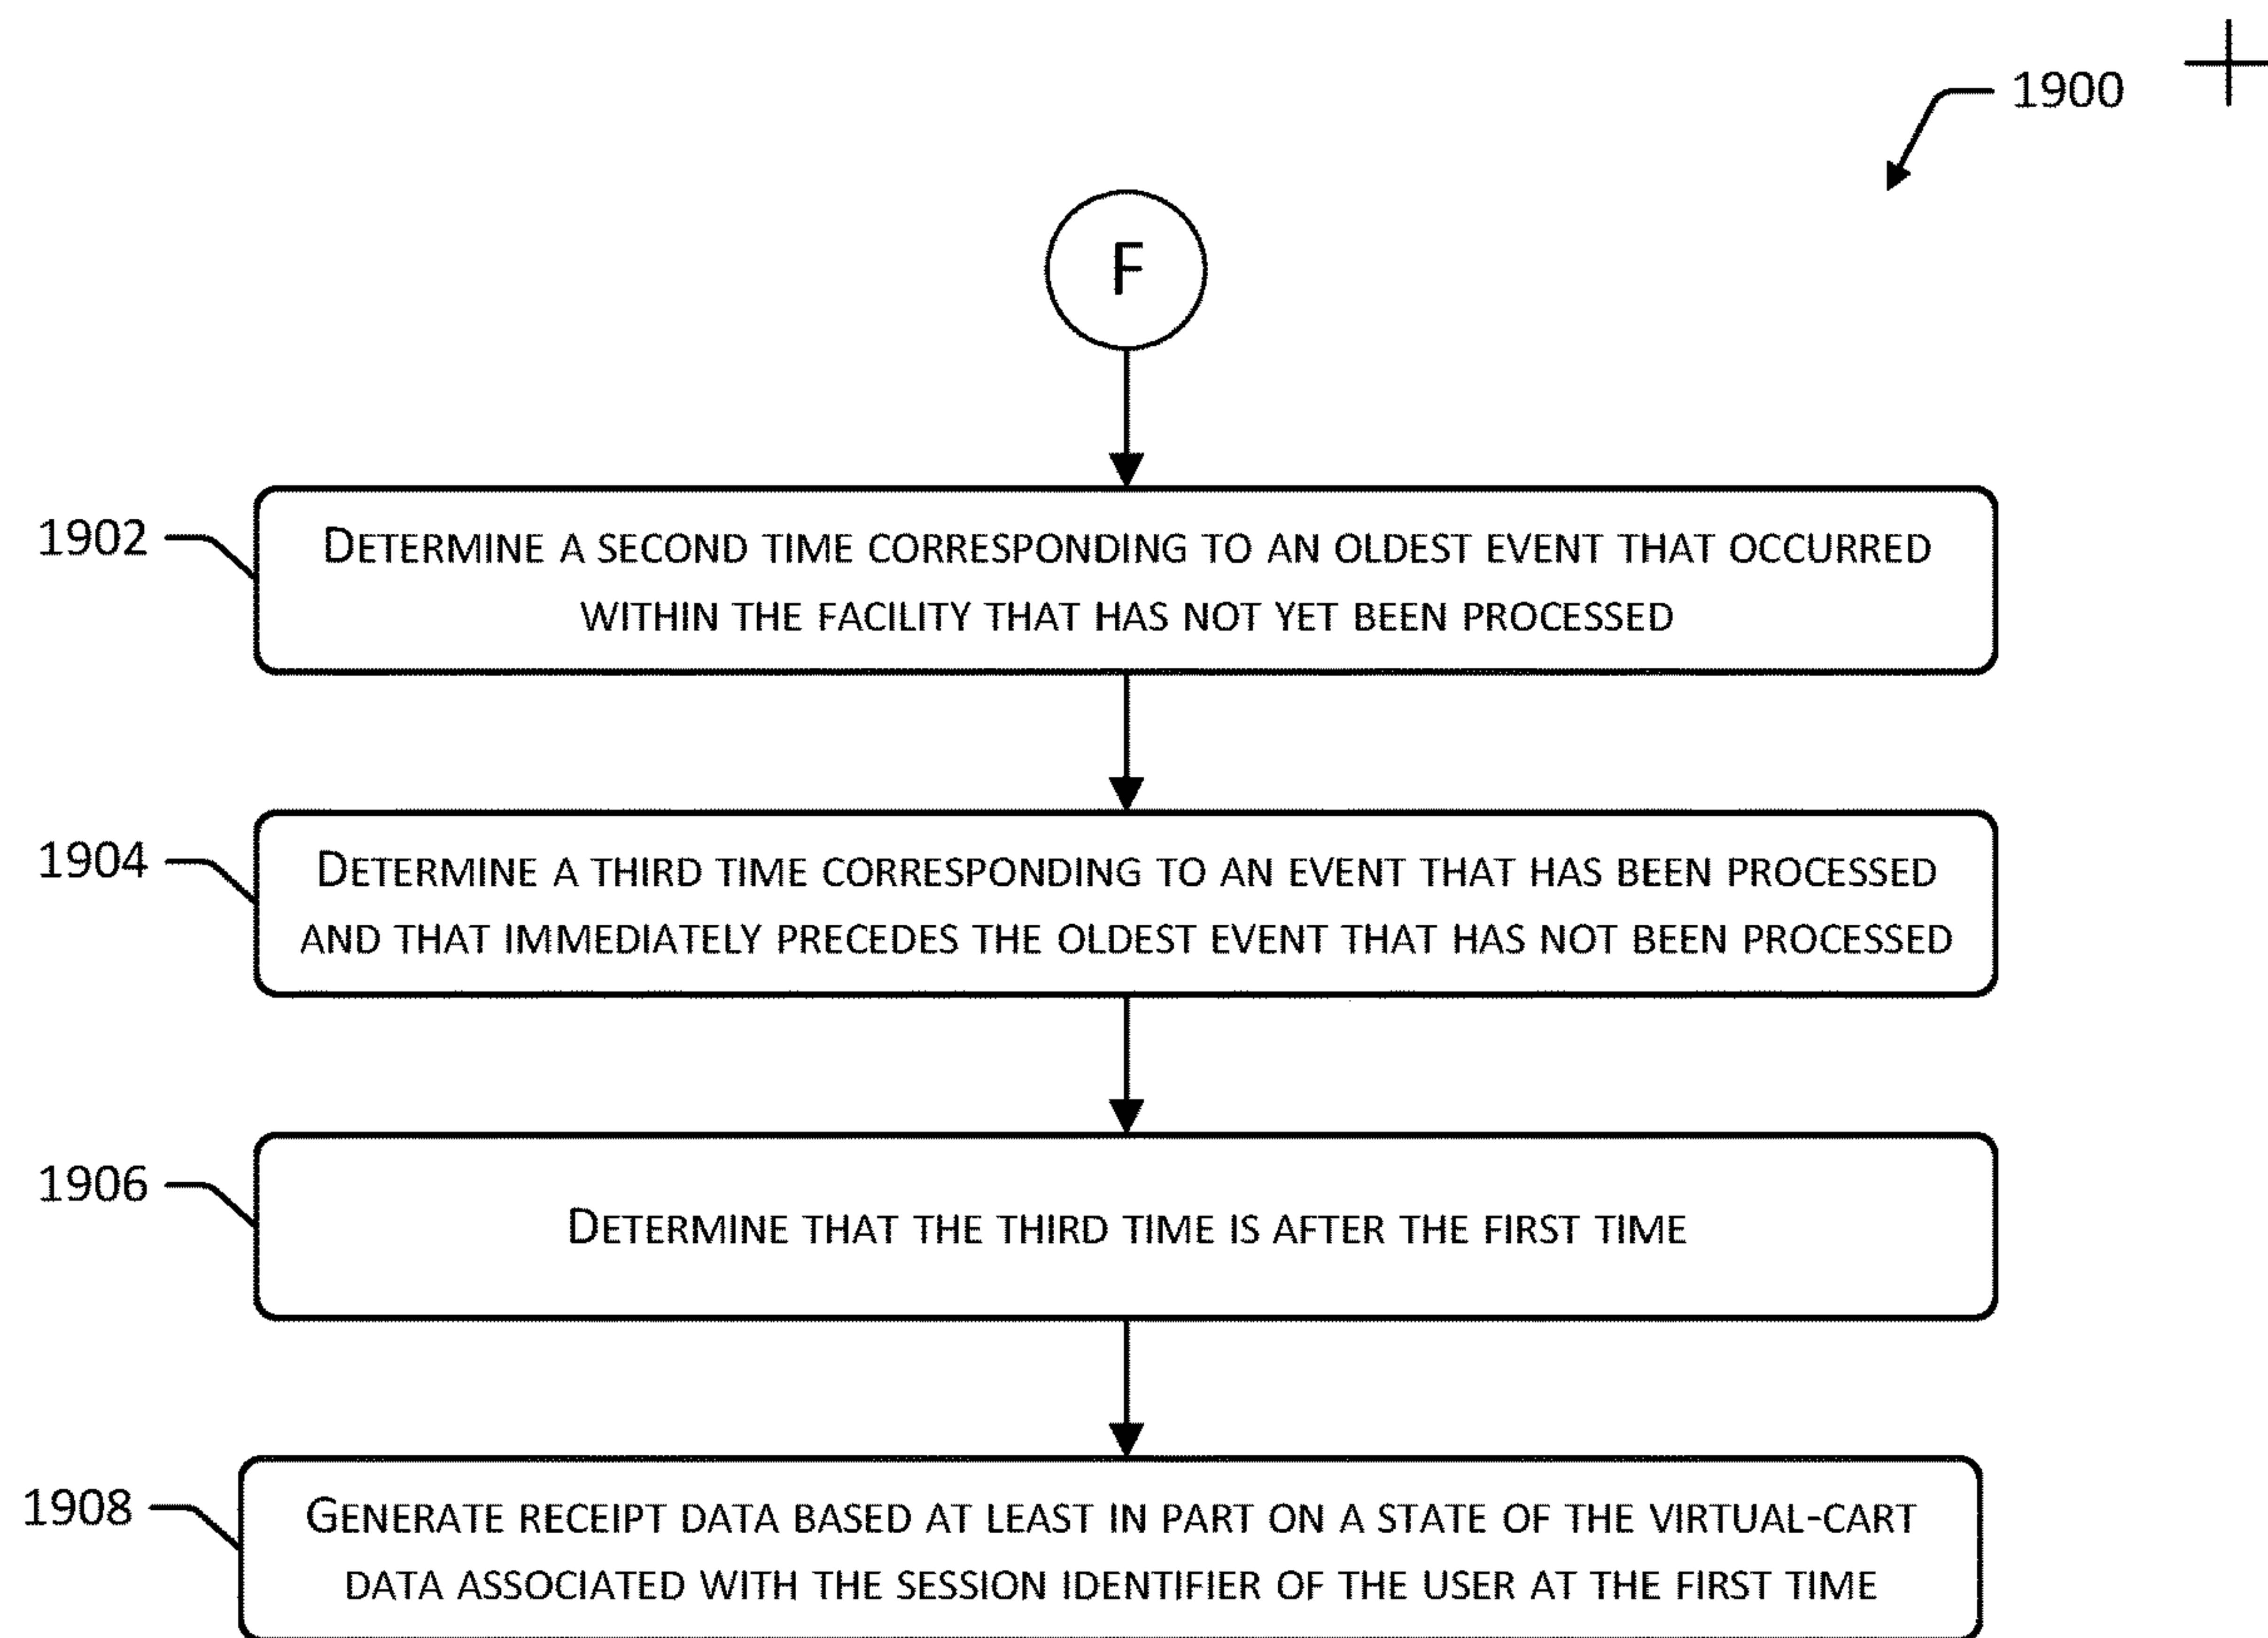 1900
F
1902
DETERMINE A SECOND TIME CORRESPONDING TO AN OLDEST EVENT THAT OCCURRED
WITHIN THE FACILITY THAT HAS NOT YET BEEN PROCESSED
1904
DETERMINE A THIRD TIME CORRESPONDING TO AN EVENT THAT HAS BEEN PROCESSED
AND THAT IMMEDIATELY PRECEDES THE OLDEST EVENT THAT HAS NOT BEEN PROCESSED
1906
DETERMINE THAT THE THIRD TIME IS AFTER THE FIRST TIME
1908
GENERATE RECEIPT DATA BASED AT LEAST IN PART ON A STATE OF THE VIRTUAL-CART
DATA ASSOCIATED WITH THE SESSION IDENTIFIER OF THE USER AT THE FIRST TIME